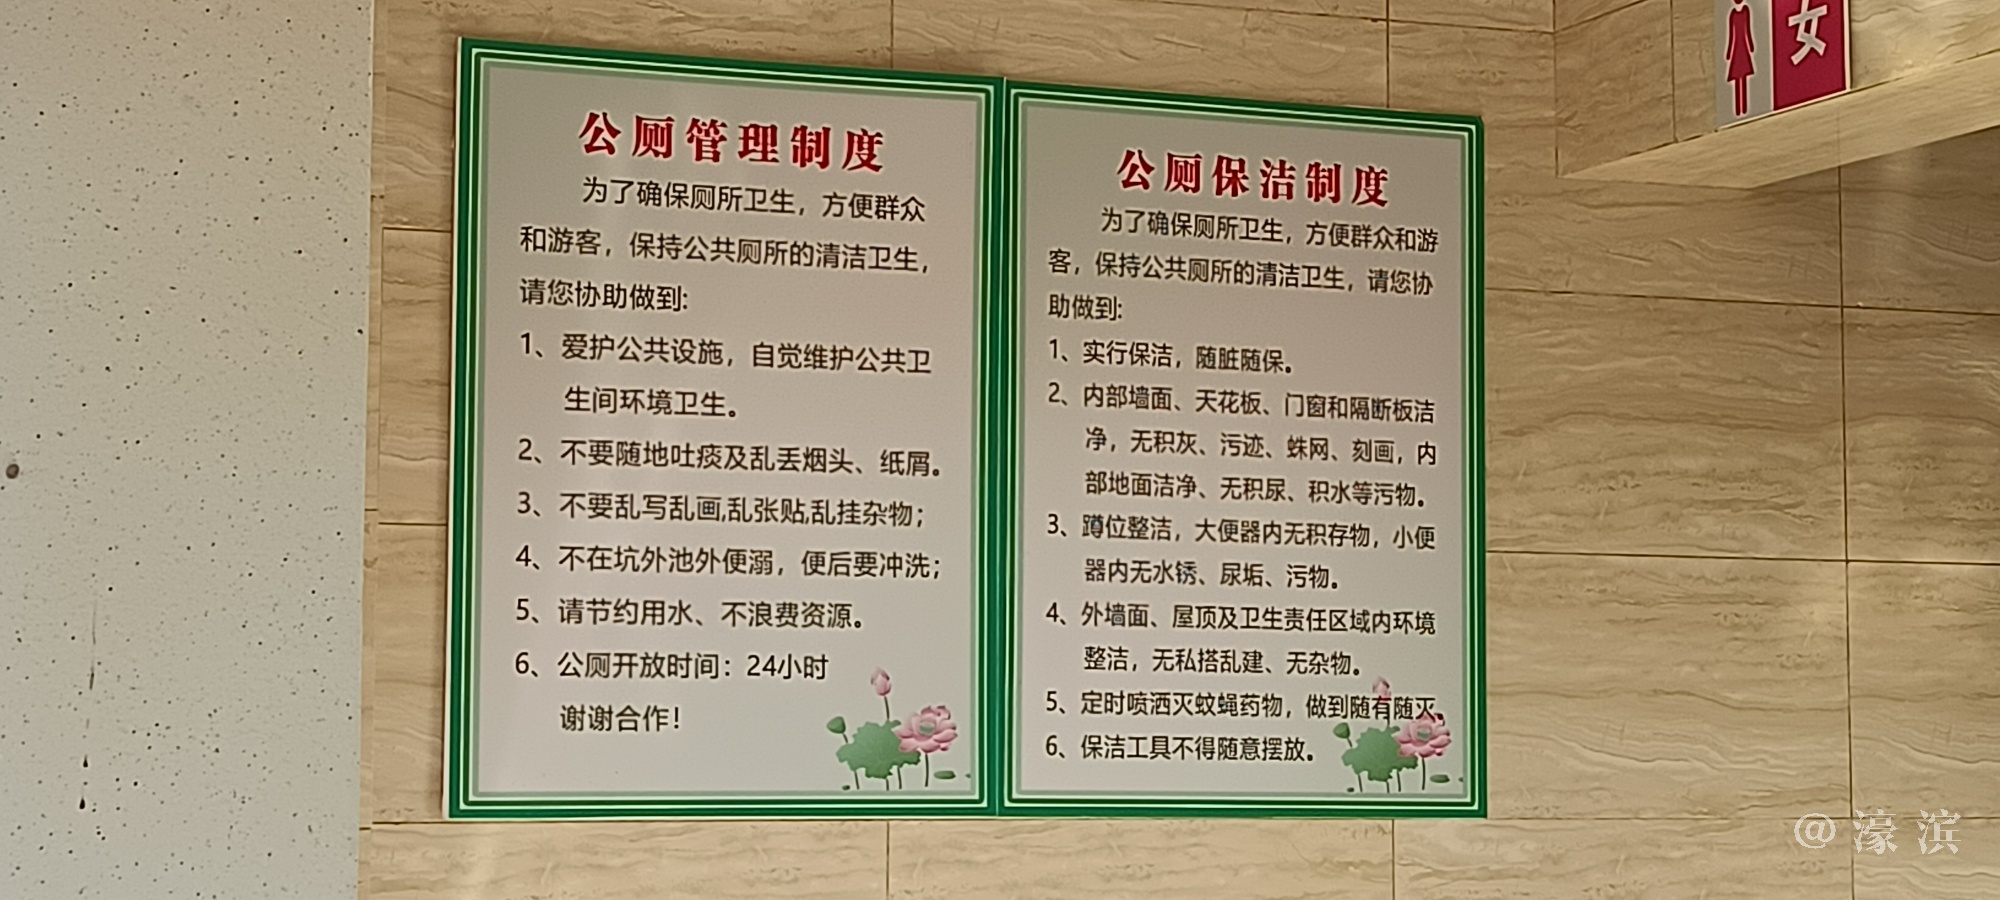 公厕管理制度
为了确保厕所卫生，方便群众
和游客，保持公共厕所的清洁卫生，
请您协助做到:
1、爱护公共设施，自觉维护公共卫
生间环境卫生。
2、不要随地吐痰及乱丢烟头、纸屑。
3、不要乱写乱画,乱张贴,乱挂杂物；
4、不在坑外池外便溺，便后要冲洗；
5、请节约用水、不浪费资源。
6、公厕开放时间：24小时
谢谢合作！
公厕保洁制度
为了确保厕所卫生，方便群众和游
客，保持公共厕所的清洁卫生，请您协
助做到:
1、实行保洁，随脏随保。
2、内部墙面、天花板、门窗和隔断板洁
净，无积灰、污迹、蛛网、刻画，内
部地面洁净、无积尿、积水等污物。
3、蹲位整洁，大便器内无积存物，小便
器内无水锈、尿垢、污物。
4、外墙面、屋顶及卫生责任区域内环境
整洁，无私搭乱建、无杂物。
5、定时喷洒灭蚊蝇药物，做到随有随灭。
6、保洁工具不得随意摆放。
女
@濠滨